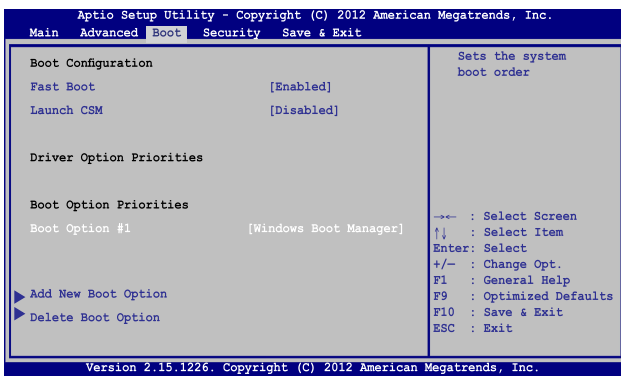 Aptio Setup Utility - Copyright (C) 2012 American Megatrends, Inc.
Main Advanced Boot Security Save & Exit
Boot Configuration
Fast Boot [Enabled]
Launch CSM [Disabled]
Driver Option Priorities
Boot Option Priorities
Boot Option #1 [Windows Boot Manager]
Add New Boot Option
Delete Boot Option
Sets the system
boot order
→← : Select Screen
↑↓ : Select Item
Enter: Select
+/— : Change Opt.
F1 : General Help
F9 : Optimized Defaults
F10 : Save & Exit
ESC : Exit
Version 2.15.1226. Copyright (C) 2012 American Megatrends, Inc.